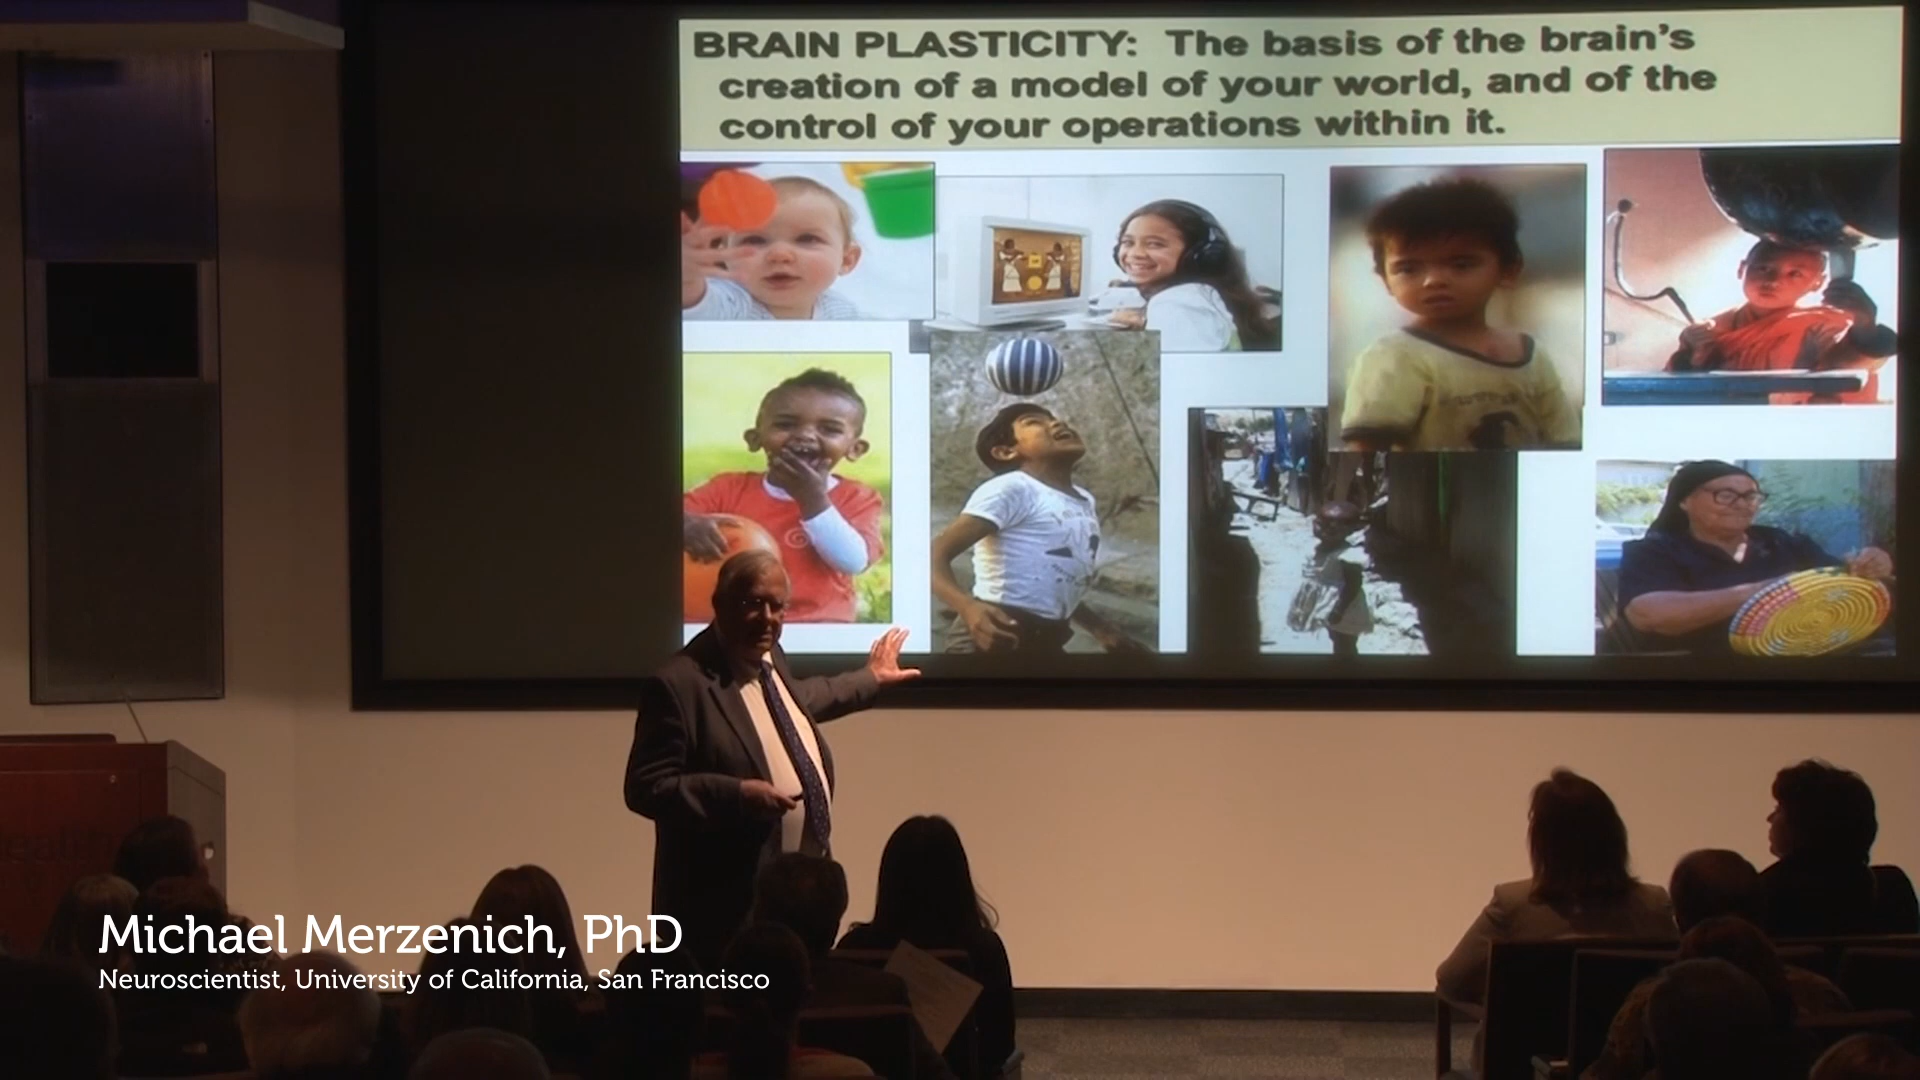 BRAIN PLASTICITY: The basis of the brain's
creation of a model of your world, and of the
control of your operations within it.
Michael Merzenich, PhD
Neuroscientist, University of California, San Francisco